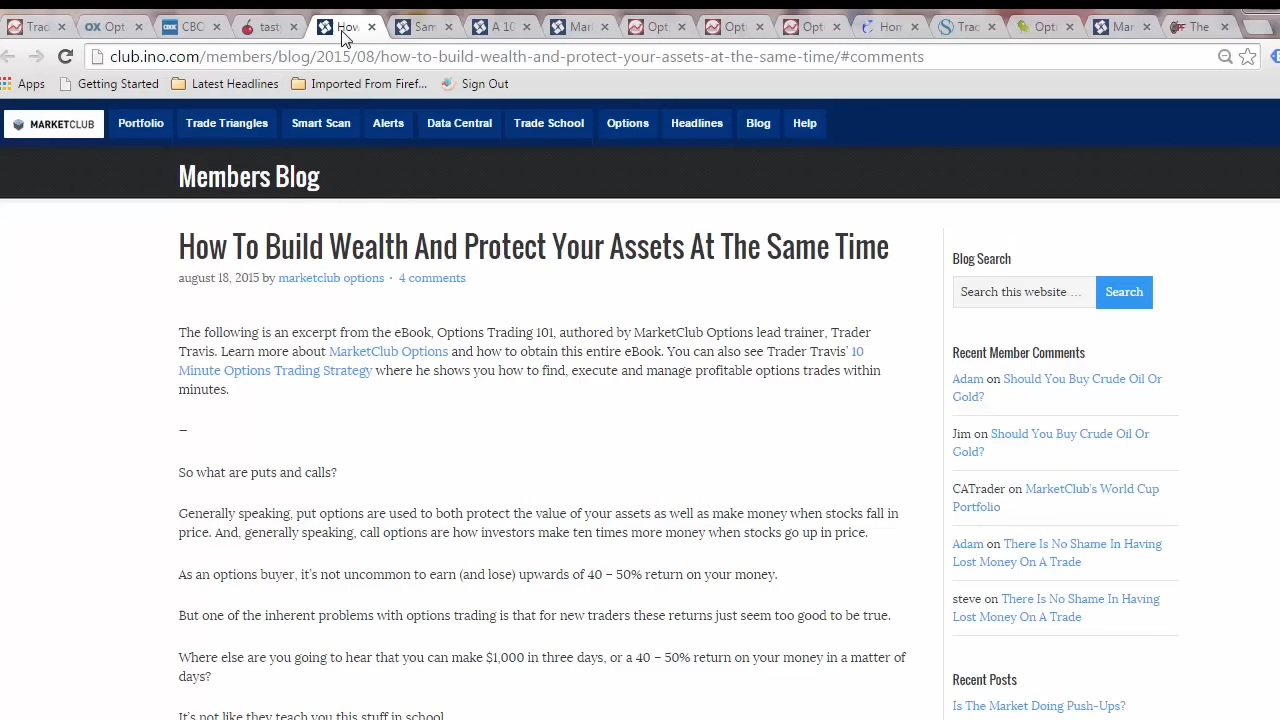 Trad
Opt
CBC
tast
How
Sam
A 10
Mark
Opt
Opt
Opt
Hom
Trac
Opti
Mar
The
club.ino.com/members/blog/2015/08/how-to-build-wealth-and-protect-your-assets-at-the-same-time/#comments
Apps
Getting Started
Latest Headlines
Imported From Firef...
Sign Out
MARKETCLUB
Portfolio
Trade Triangles
Smart Scan
Alerts
Data Central
Trade School
Options
Headlines
Blog
Help
Members Blog
How To Build Wealth And Protect Your Assets At The Same Time
august 18, 2015 by marketclub options · 4 comments
The following is an excerpt from the eBook, Options Trading 101, authored by MarketClub Options lead trainer, Trader
Travis. Learn more about MarketClub Options and how to obtain this entire eBook. You can also see Trader Travis' 10
Minute Options Trading Strategy where he shows you how to find, execute and manage profitable options trades within
minutes.
–
So what are puts and calls?
Generally speaking, put options are used to both protect the value of your assets as well as make money when stocks fall in
price. And, generally speaking, call options are how investors make ten times more money when stocks go up in price.
As an options buyer, it's not uncommon to earn (and lose) upwards of 40 – 50% return on your money.
But one of the inherent problems with options trading is that for new traders these returns just seem too good to be true.
Where else are you going to hear that you can make $1,000 in three days, or a 40 – 50% return on your money in a matter of
days?
It's not like they teach you this stuff in school
Blog Search
Search this website ...
Search
Recent Member Comments
Adam on Should You Buy Crude Oil Or
Gold?
Jim on Should You Buy Crude Oil Or
Gold?
CATrader on MarketClub's World Cup
Portfolio
Adam on There Is No Shame In Having
Lost Money On A Trade
steve on There Is No Shame In Having
Lost Money On A Trade
Recent Posts
Is The Market Doing Push-Ups?